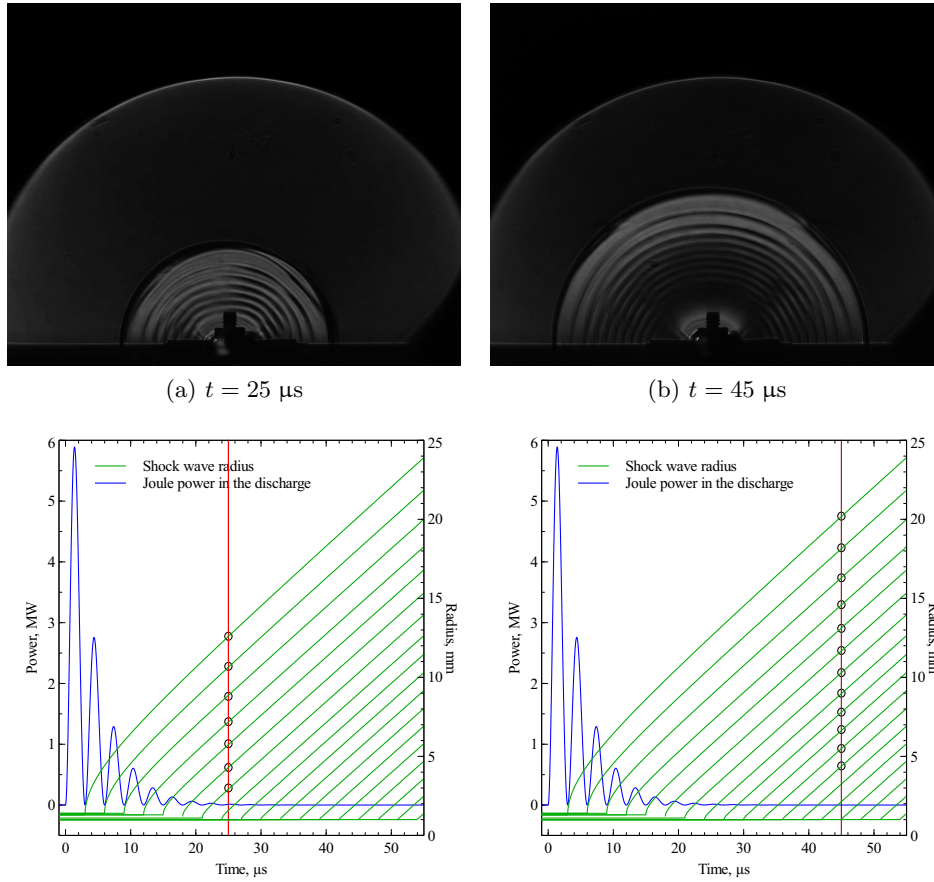 (a) t = 25 μs
(b) t = 45 μs
6
5
4
3
2
1
0
Power, MW
Shock wave radius
Joule power in the discharge
25
20
15
10
5
0
Radius, mm
0 10 20 30 40 50
Time, μs
6
5
4
3
2
1
0
Power, MW
Shock wave radius
Joule power in the discharge
25
20
15
10
5
0
Radius, mm
0 10 20 30 40 50
Time, μs